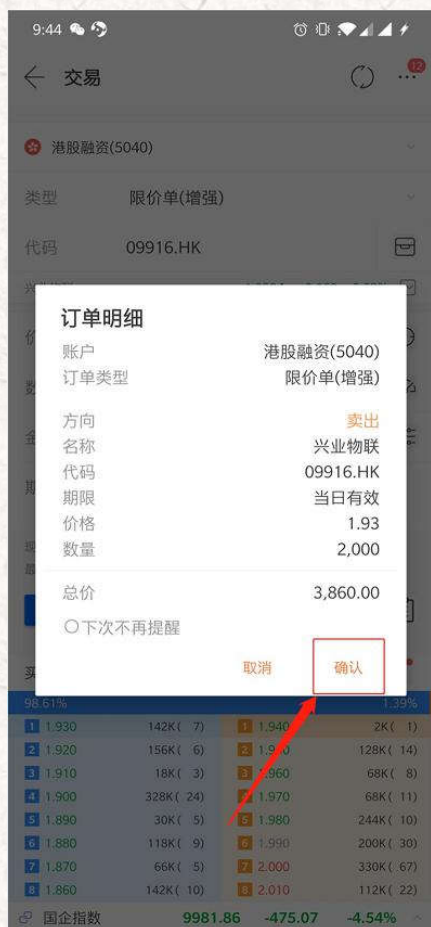 9:44
交易
12
港股融资(5040)
类型 限价单(增强)
代码 09916.HK
订单明细
账户 港股融资(5040)
订单类型 限价单(增强)
方向 卖出
名称 兴业物联
代码 09916.HK
期限 当日有效
价格 1.93
数量 2,000
总价 3,860.00
下次不再提醒
取消 确认
98.61% 1.39%
1 1.930 142K( 7) 1 1.940 2K( 1)
2 1.920 156K( 6) 2 128K( 14)
3 1.910 18K( 3) 3 1.960 68K( 8)
4 1.900 328K( 24) 1.970 68K( 11)
5 1.890 30K( 5) 1.980 244K( 10)
6 1.880 118K( 9) 6 1.990 200K( 30)
7 1.870 66K( 5) 7 2.000 330K( 67)
8 1.860 142K( 10) 8 2.010 112K( 22)
国企指数 9981.86 -475.07 -4.54%